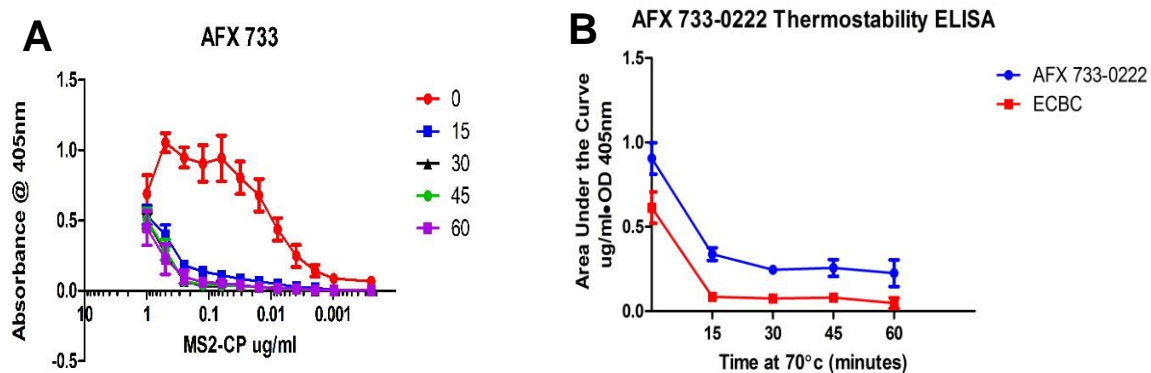 A
AFX 733
Absorbance @ 405nm
1.5
1.0
0.5
0.0
-0.5
10 1 0.1 0.01 0.001
MS2-CP ug/ml
0
15
30
45
60
B
AFX 733-0222 Thermostability ELISA
Area Under the Curve
ug/ml•OD 405nm
1.5
1.0
0.5
0.0
15 30 45 60
Time at 70°c (minutes)
AFX 733-0222
ECBC